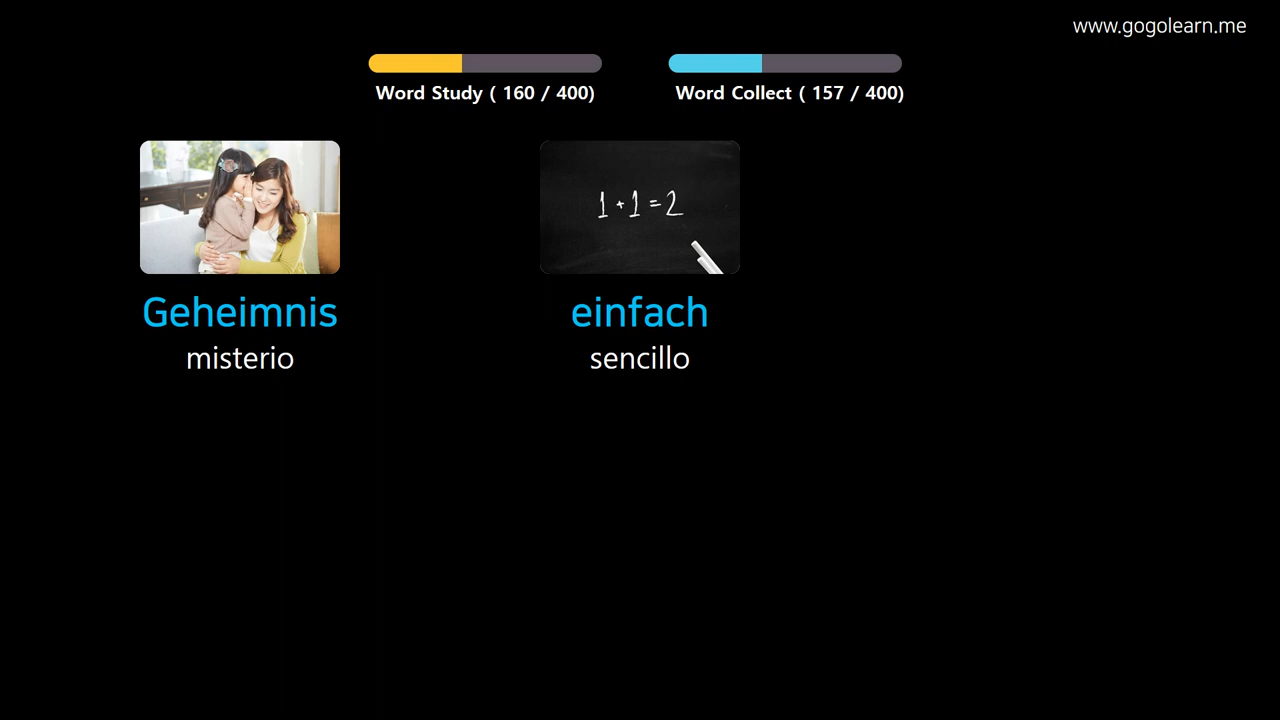 www.gogolearn.me
Word Study ( 160 / 400)
Word Collect ( 157 / 400)
1 + 1 = 2
Geheimnis
misterio
einfach
sencillo